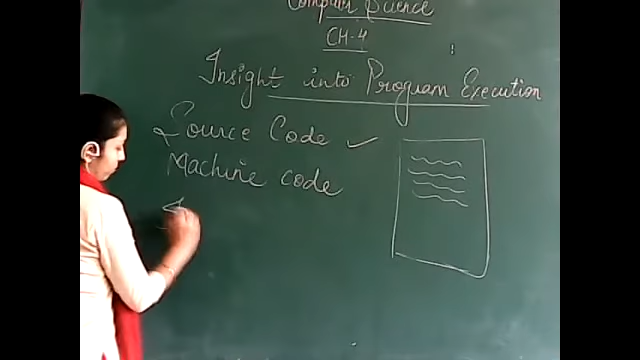 Computer Science
CH-4
Insight into Program Execution
Source Code
Machine code